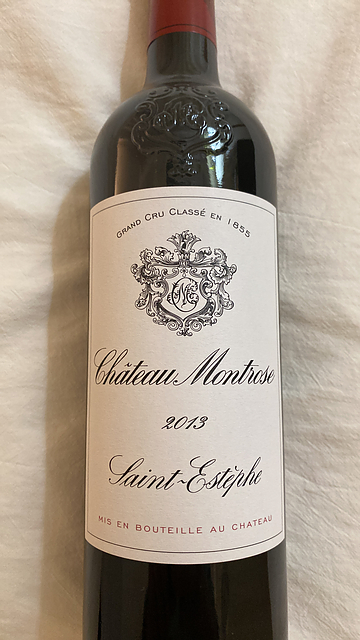 GRAND CRU CLASSÉ EN 1855
Château Montrose
2013
Saint-Estèphe
MIS EN BOUTEILLE AU CHATEAU